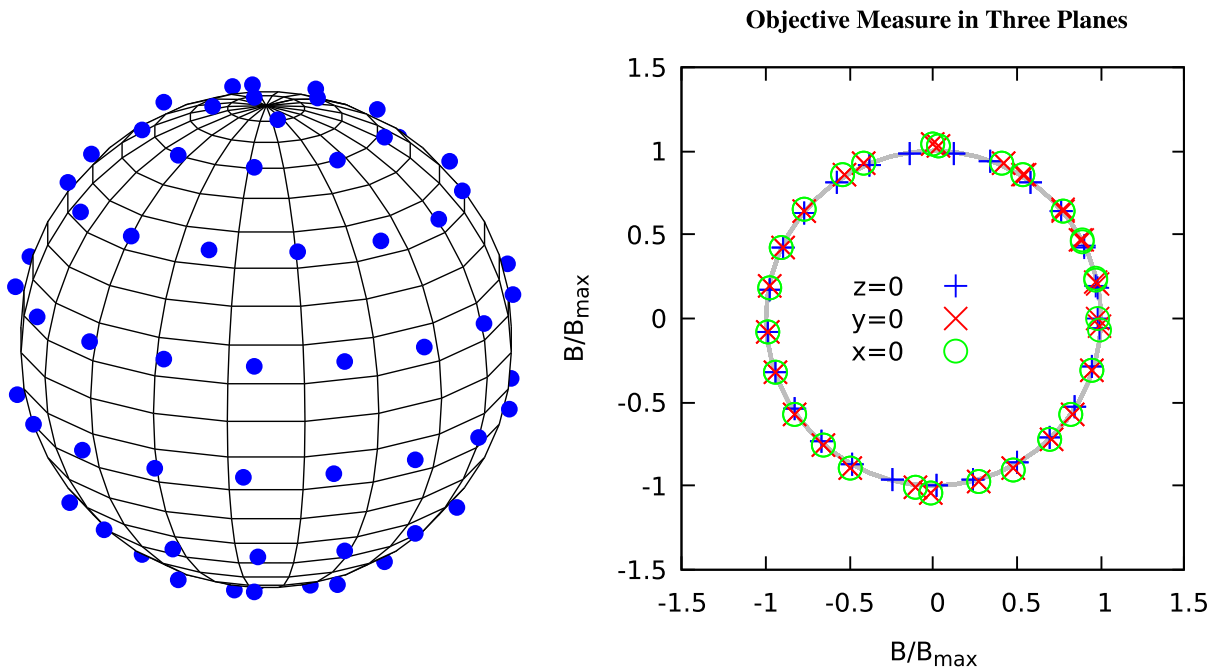 Objective Measure in Three Planes
1.5
1
0.5
0
-0.5
-1
-1.5
B/Bmax
z=0
y=0
x=0
-1.5 -1 -0.5 0 0.5 1 1.5
B/Bmax